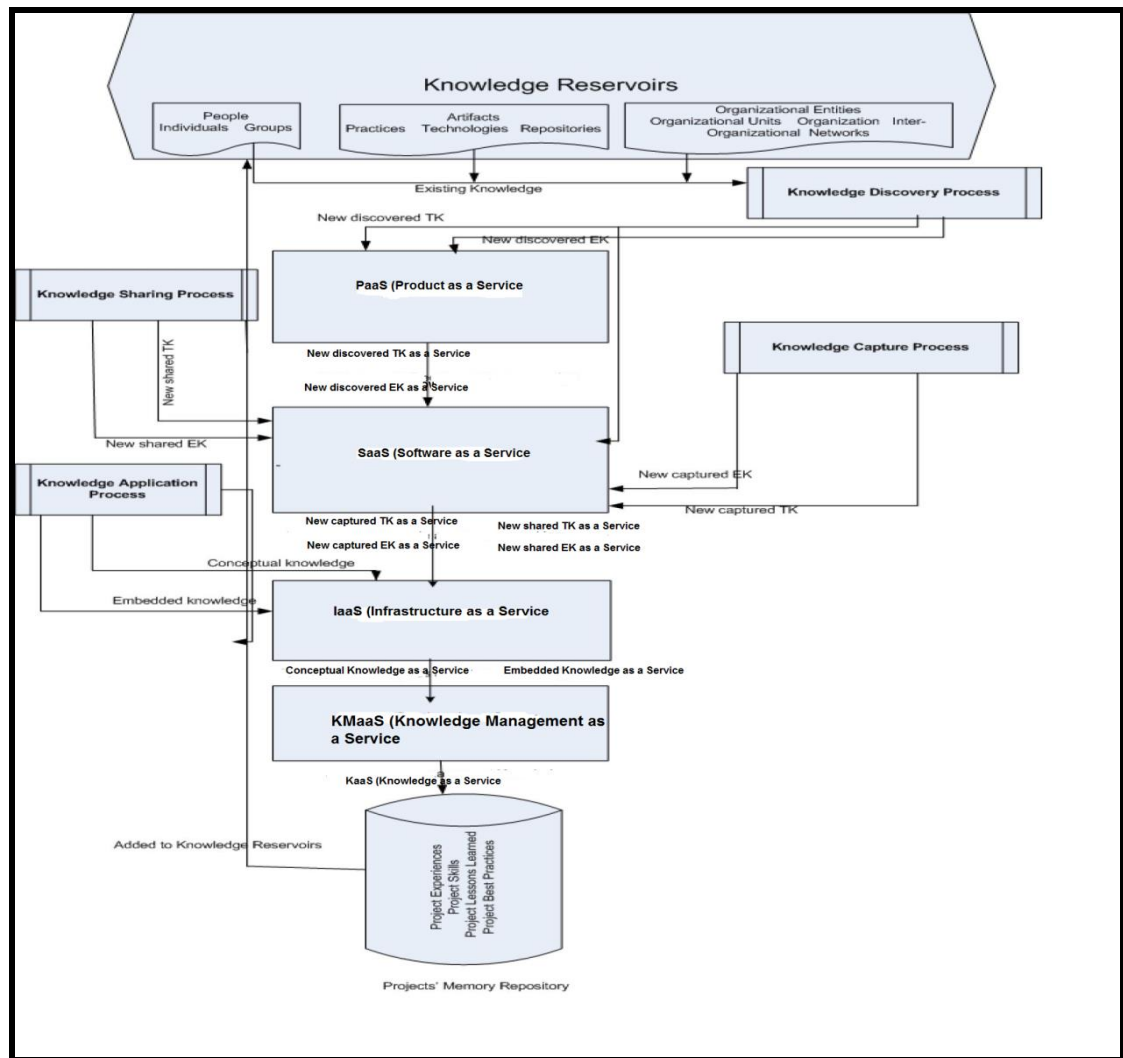 Knowledge Reservoirs
People
Individuals Groups
Artifacts
Practices Technologies Repositories
Organizational Entities
Organizational Units Organization Inter-
Organizational Networks
Existing Knowledge
Knowledge Discovery Process
New discovered TK
New discovered EK
PaaS (Product as a Service
Knowledge Sharing Process
Knowledge Capture Process
New discovered TK as a Service
New shared TK
New discovered EK as a Service
New shared EK
SaaS (Software as a Service
New captured EK
Knowledge Application
Process
New captured TK
New captured TK as a Service
New shared TK as a Service
New captured EK as a Service
New shared EK as a Service
Conceptual knowledge
Embedded knowledge
IaaS (Infrastructure as a Service
Conceptual Knowledge as a Service
Embedded Knowledge as a Service
KMaaS (Knowledge Management as
a Service
KaaS (Knowledge as a Service
Added to Knowledge Reservoirs
Project Experiences
Project Skills
Project Lessons Learned
Project Best Practices
Projects' Memory Repository